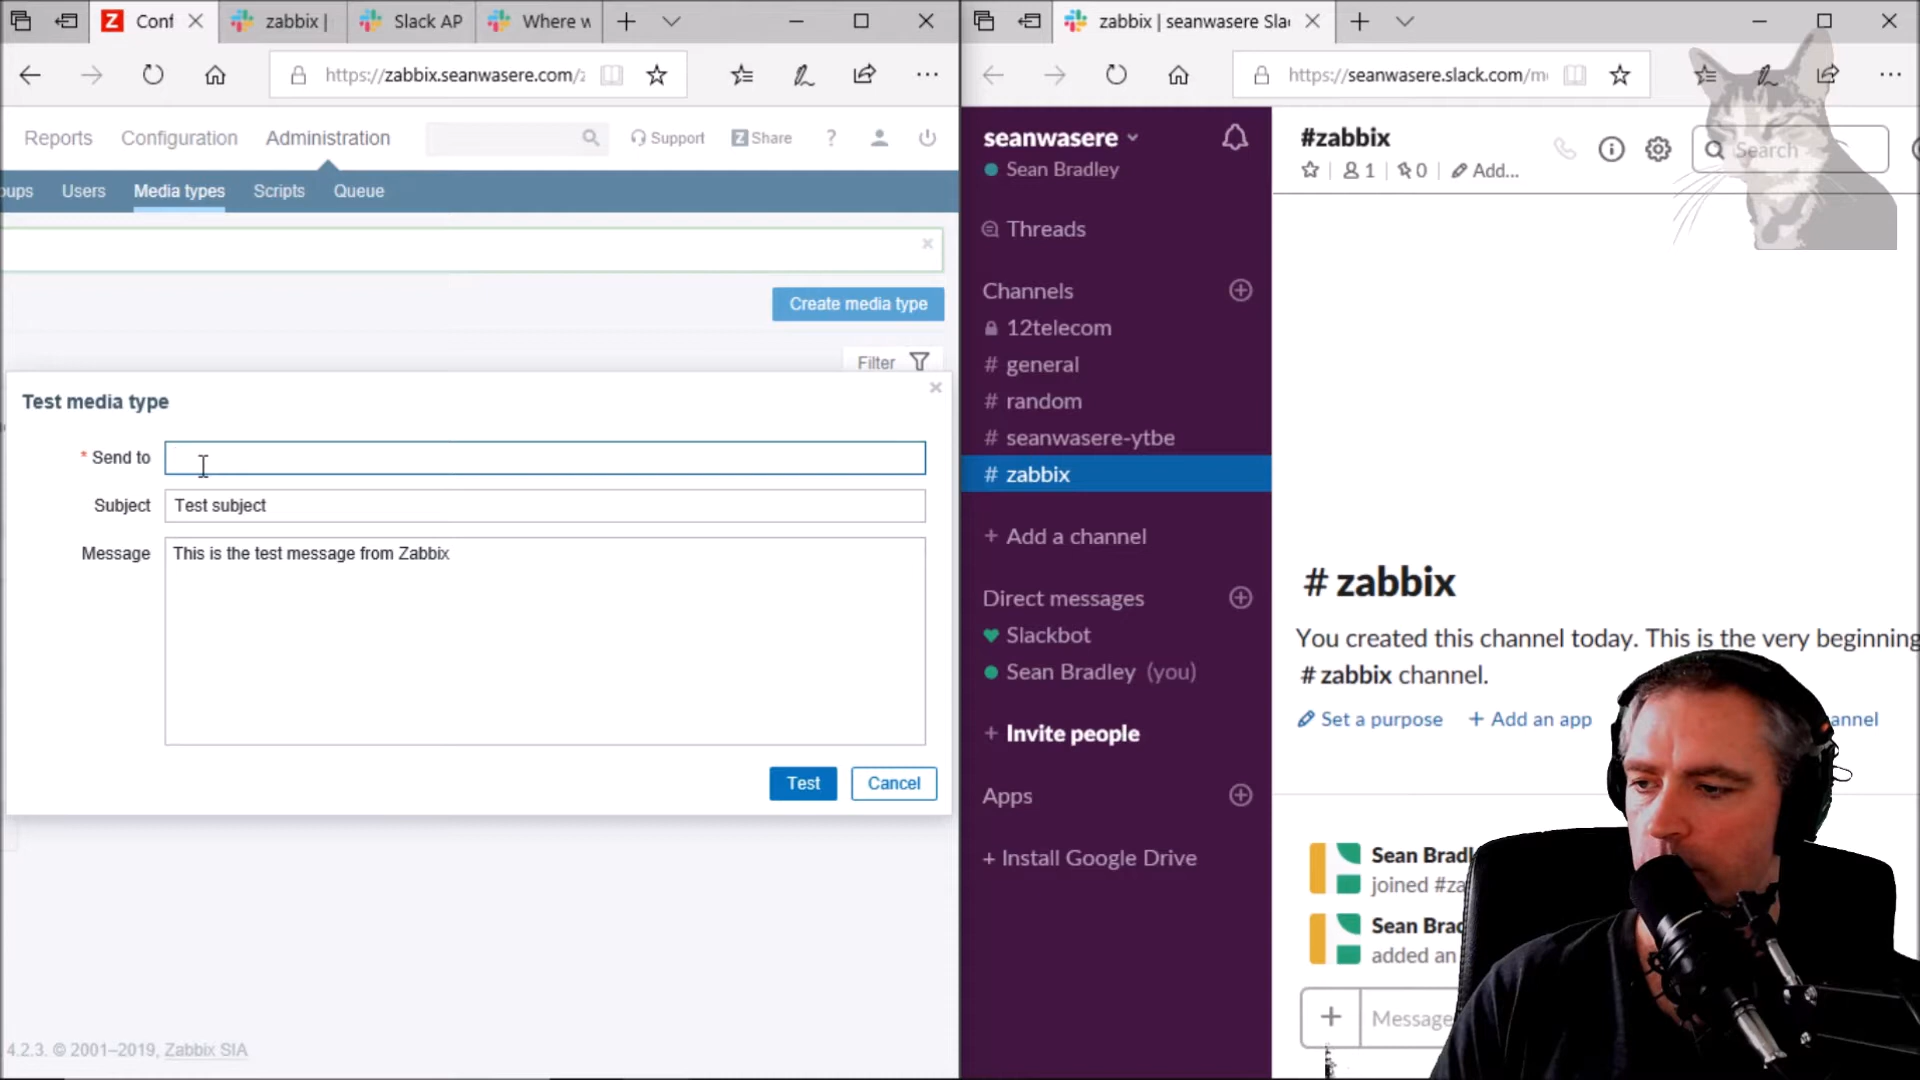 Conf
zabbix |
Slack AP
Where w
https://zabbix.seanwasere.com/z
Reports
Configuration
Administration
Support
Share
?
oups
Users
Media types
Scripts
Queue
Create media type
Filter
Test media type
* Send to
Subject
Test subject
Message
This is the test message from Zabbix
Test
Cancel
4.2.3. © 2001–2019, Zabbix SIA
zabbix | seanwasere Sla
https://seanwasere.slack.com/m
seanwasere
Sean Bradley
Threads
Channels
12telecom
# general
# random
# seanwasere-ytbe
# zabbix
+ Add a channel
Direct messages
Slackbot
Sean Bradley (you)
+ Invite people
Apps
+ Install Google Drive
#zabbix
1
0
Add...
Search
# zabbix
You created this channel today. This is the very beginning
# zabbix channel.
Set a purpose
+ Add an app
annel
Sean Bradl
joined #za
Sean Brad
added an
Message